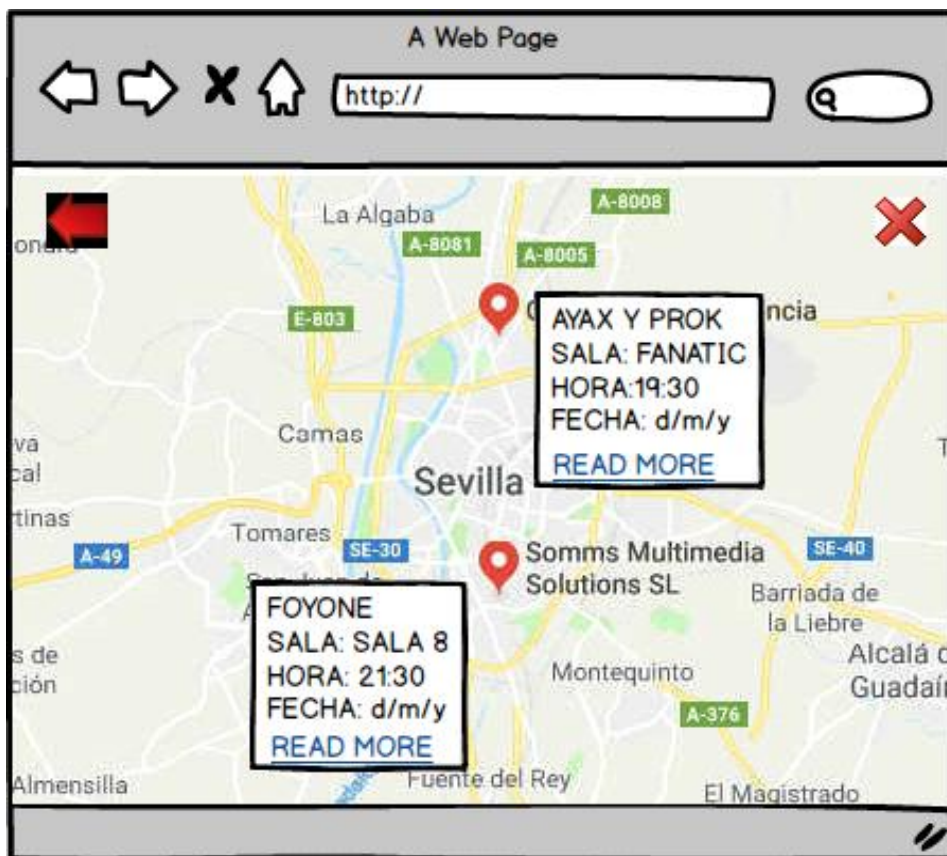 A Web Page
http://
La Algaba
A-8008
A-8081
A-8005
E-803
ncia
AYAX Y PROK
SALA: FANATIC
HORA:19:30
FECHA: d/m/y
READ MORE
Camas
Sevilla
Tomares
A-49
SE-30
Somms Multimedia
Solutions SL
SE-40
Barriada de
la Liebre
FOYONE
SALA: SALA 8
HORA: 21:30
FECHA: d/m/y
READ MORE
s de
ción
Montequinto
Alcalá
Guadaí
A-376
Almensilla
Fuente del Rey
El Magistrado